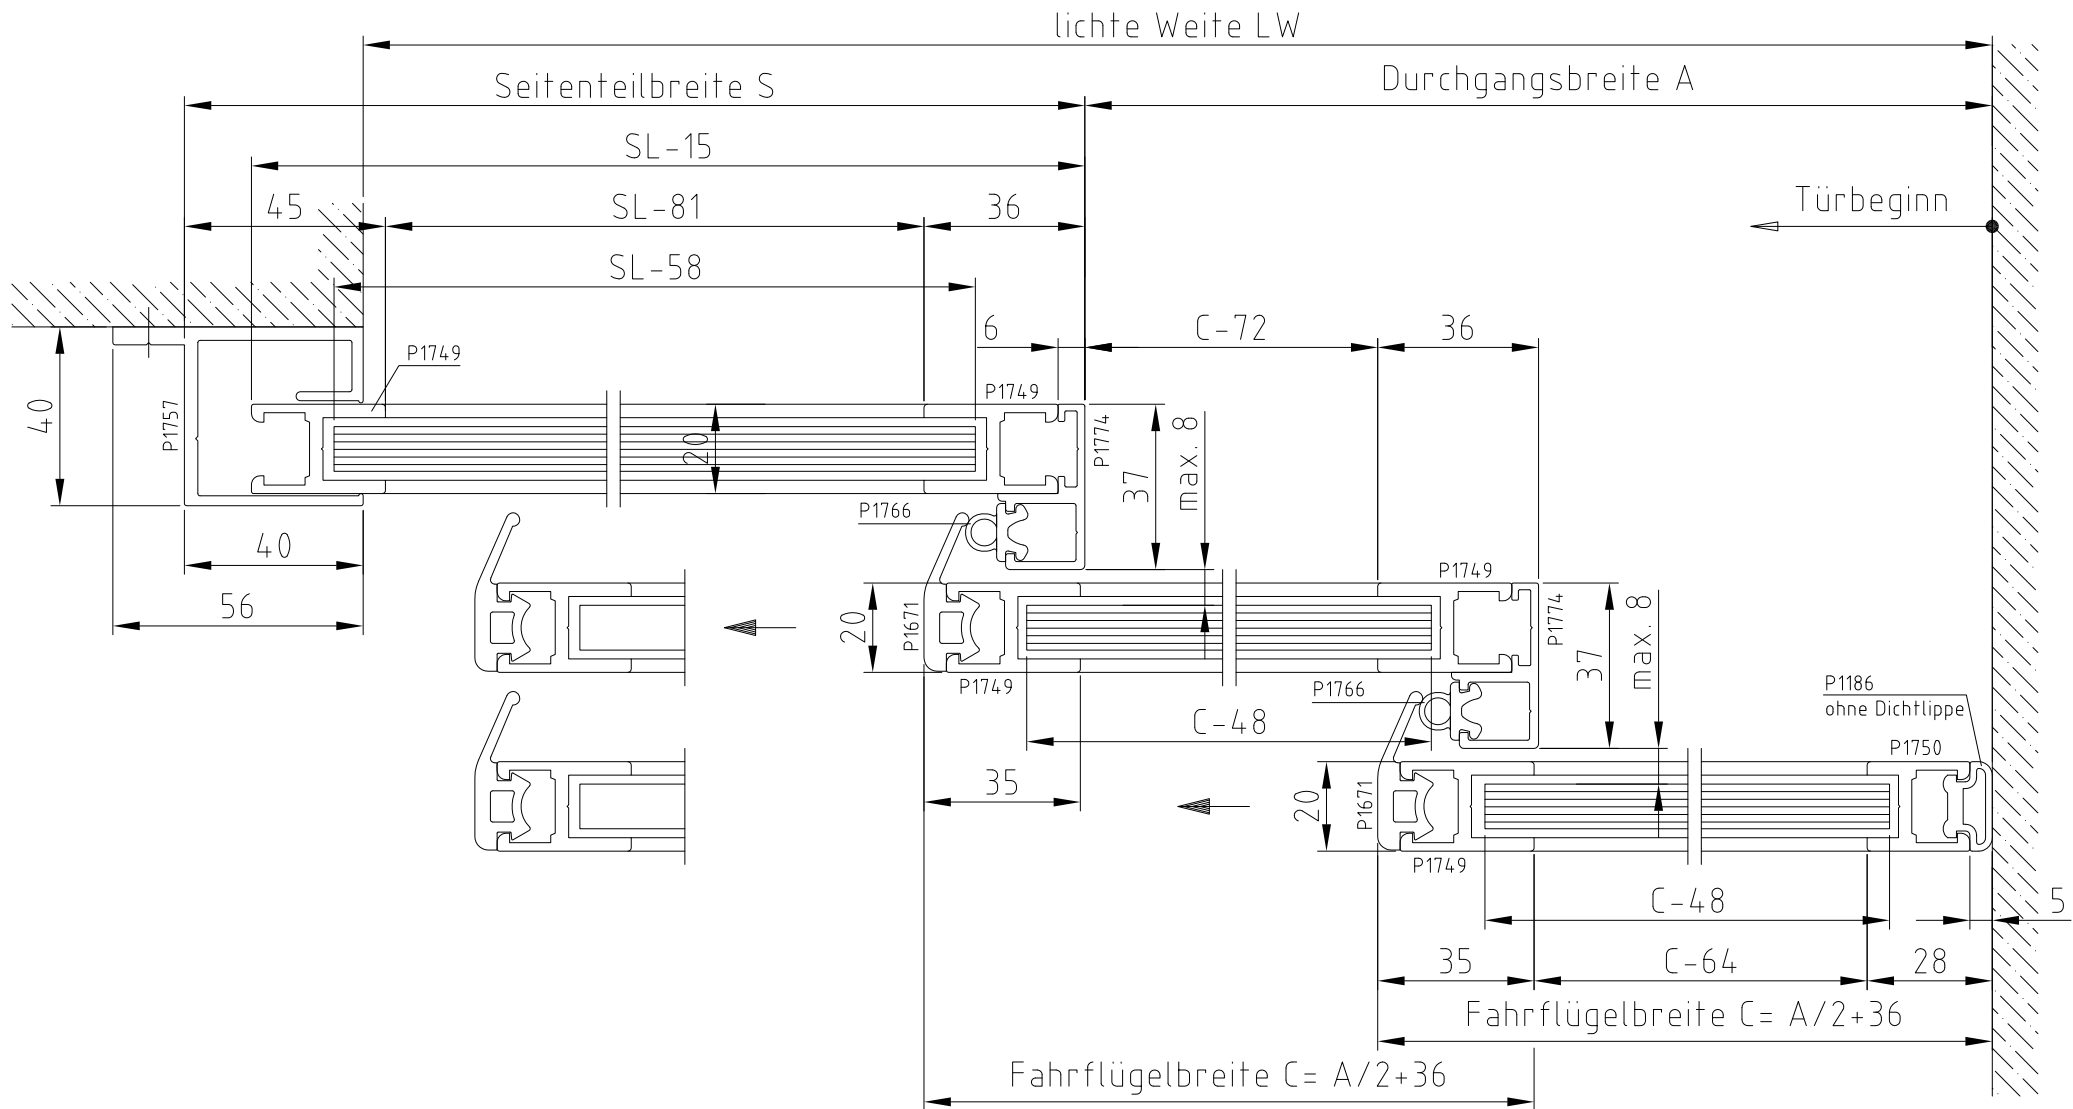 lichte Weite LW
Seitenteilbreite S
Durchgangsbreite A
SL-15
45
SL-81
36
Türbeginn
SL-58
6
C-72
36
P1749
P1749
40
P1757
20
P1774
37
max. 8
P1766
40
56
P1749
20
P1671
P1774
37
max. 8
P1749
P1766
P1186
ohne Dichtlippe
C-48
P1750
35
20
P1671
P1749
C-48
5
35
C-64
28
Fahrflügelbreite C= A/2+36
Fahrflügelbreite C= A/2+36